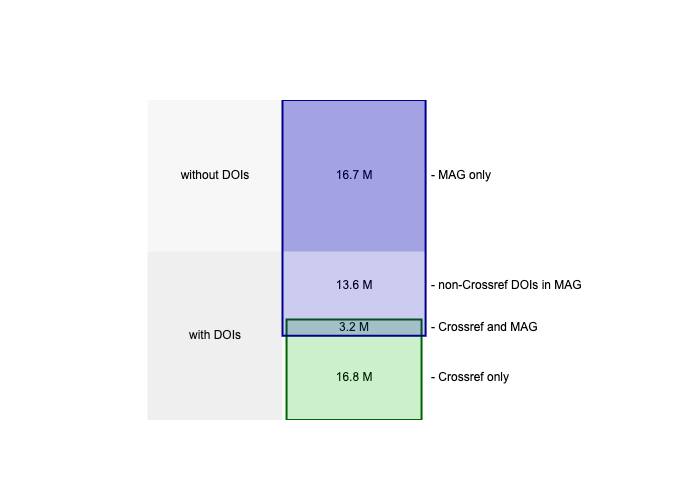 without DOIs 16.7 M - MAG only
13.6 M - non-Crossref DOIs in MAG
3.2 M - Crossref and MAG
with DOIs
16.8 M - Crossref only